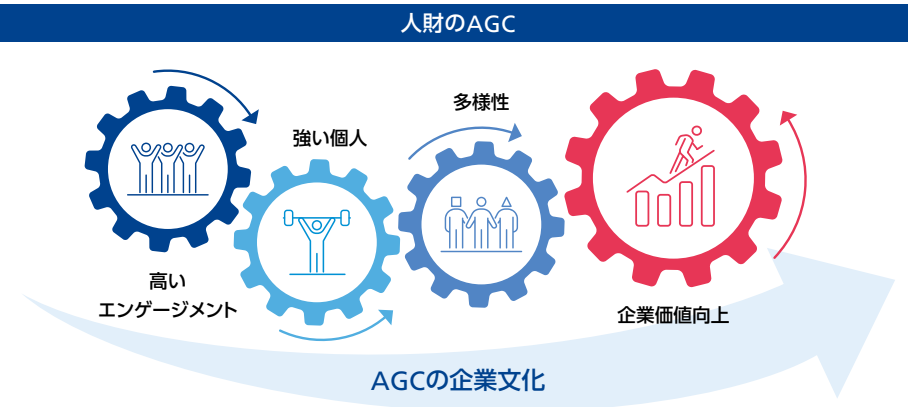 人財のAGC
高い
エンゲージメント
強い個人
多様性
企業価値向上
AGCの企業文化